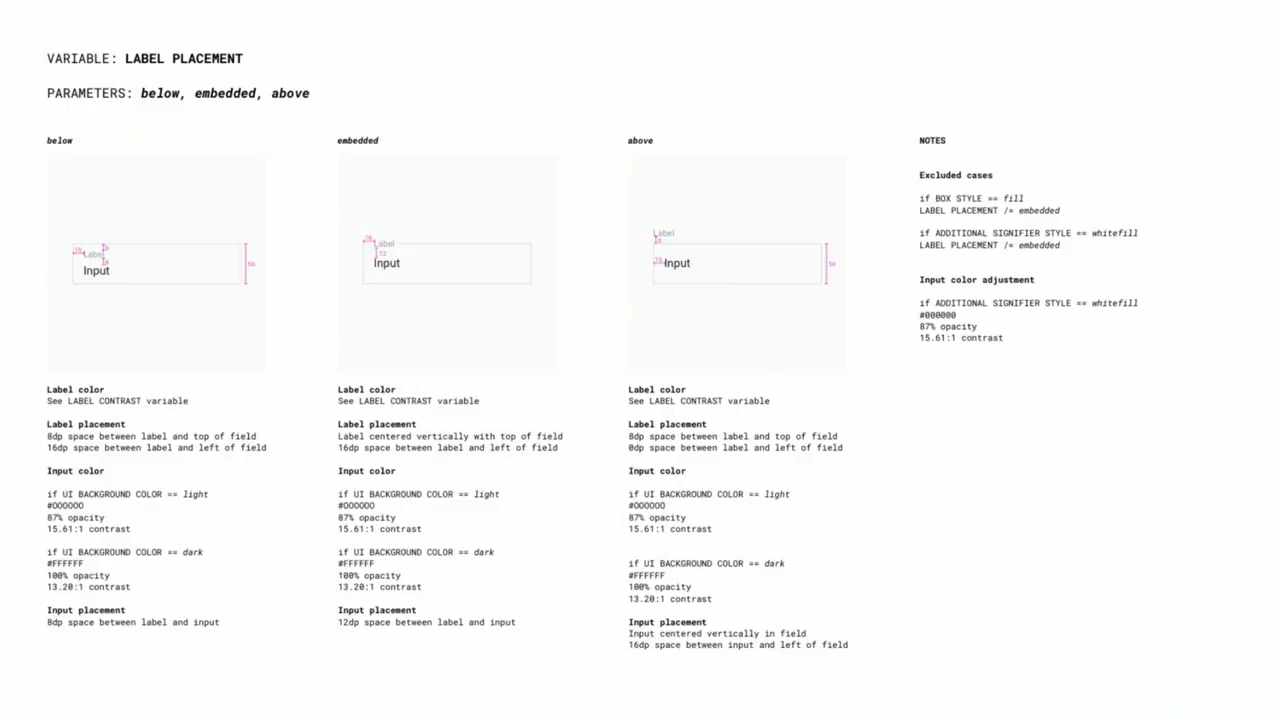 VARIABLE: LABEL PLACEMENT
PARAMETERS: below, embedded, above
below
16
8
Label
8
Input
56
Label color
See LABEL CONTRAST variable
Label placement
8dp space between label and top of field
16dp space between label and left of field
Input color
if UI BACKGROUND COLOR == light
#000000
87% opacity
15.61:1 contrast
if UI BACKGROUND COLOR == dark
#FFFFFF
100% opacity
13.20:1 contrast
Input placement
8dp space between label and input
embedded
16
Label
12
Input
Label color
See LABEL CONTRAST variable
Label placement
Label centered vertically with top of field
16dp space between label and left of field
Input color
if UI BACKGROUND COLOR == light
#000000
87% opacity
15.61:1 contrast
if UI BACKGROUND COLOR == dark
#FFFFFF
100% opacity
13.20:1 contrast
Input placement
12dp space between label and input
above
Label
8
16
Input
56
Label color
See LABEL CONTRAST variable
Label placement
8dp space between label and top of field
0dp space between label and left of field
Input color
if UI BACKGROUND COLOR == light
#000000
87% opacity
15.61:1 contrast
if UI BACKGROUND COLOR == dark
#FFFFFF
100% opacity
13.20:1 contrast
Input placement
Input centered vertically in field
16dp space between input and left of field
NOTES
Excluded cases
if BOX STYLE == fill
LABEL PLACEMENT /= embedded
if ADDITIONAL SIGNIFIER STYLE == whitefill
LABEL PLACEMENT /= embedded
Input color adjustment
if ADDITIONAL SIGNIFIER STYLE == whitefill
#000000
87% opacity
15.61:1 contrast